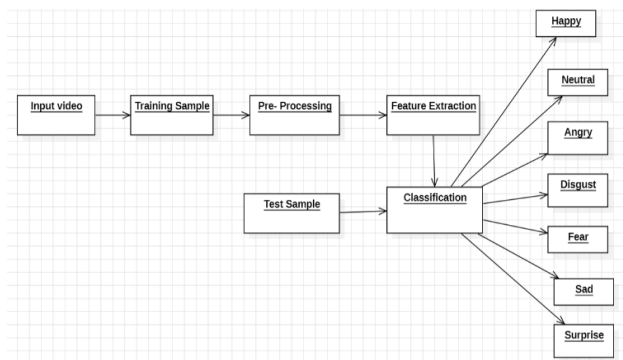 Happy
Neutral
Input video
Training Sample
Pre- Processing
Feature Extraction
Angry
Disgust
Test Sample
Classification
Fear
Sad
Surprise